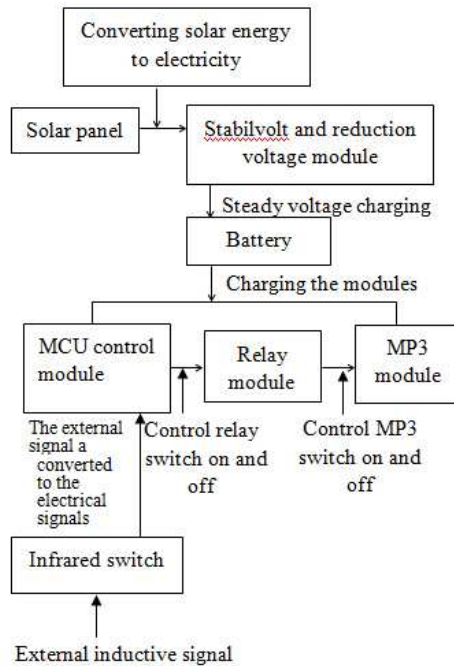 Converting solar energy
to electricity
Solar panel
Stabilvolt and reduction
voltage module
Steady voltage charging
Battery
Charging the modules
MCU control
module
Relay
module
MP3
module
The external
signal a
converted
to the
electrical
signals
Control relay
switch on and
off
Control MP3
switch on and
off
Infrared switch
External inductive signal